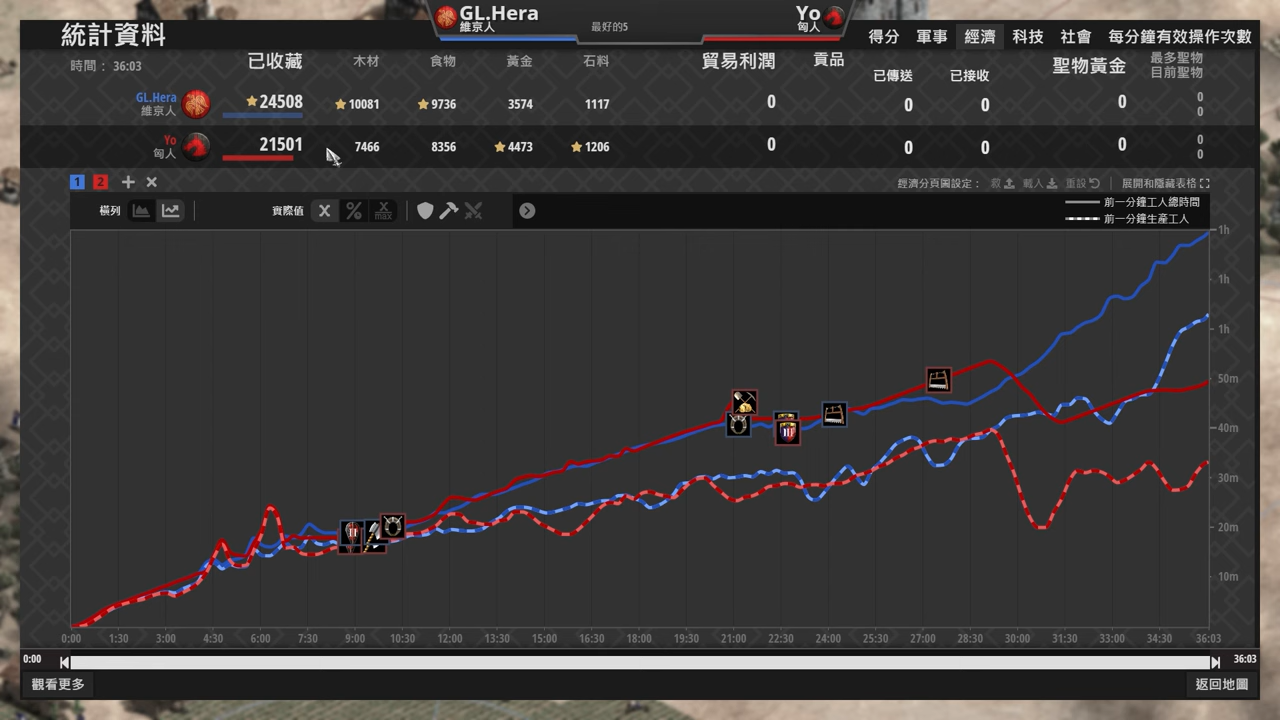 GL.Hera
維京人
最好的5
Yo
匈人
統計資料
得分 軍事 經濟 科技 社會 每分鐘有效操作次數
時間： 36:03
已收藏 木材 食物 黃金 石料 貿易利潤 貢品 已傳送 已接收 聖物黃金 最多聖物
目前聖物
GL.Hera
維京人
24508 10081 9736 3574 1117 0 0 0 0 0
0
Yo
匈人
21501 7466 8356 4473 1206 0 0 0 0 0
0
1 2
經濟分頁圖設定： 載入 重設 展開和隱藏表格
橫列 實際值 X % X
max
前一分鐘工人總時間
前一分鐘生產工人
1h
1h
1h
50m
40m
30m
20m
10m
0:00 1:30 3:00 4:30 6:00 7:30 9:00 10:30 12:00 13:30 15:00 16:30 18:00 19:30 21:00 22:30 24:00 25:30 27:00 28:30 30:00 31:30 33:00 34:30 36:03
0:00 36:03
觀看更多 返回地圖